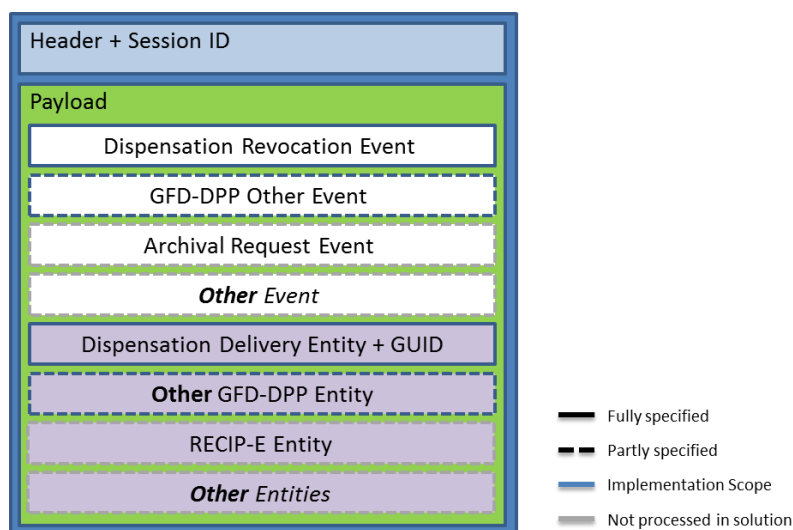 Header + Session ID
Payload
Dispensation Revocation Event
GFD-DPP Other Event
Archival Request Event
Other Event
Dispensation Delivery Entity + GUID
Other GFD-DPP Entity
RECIP-E Entity
Other Entities
Fully specified
Partly specified
Implementation Scope
Not processed in solution